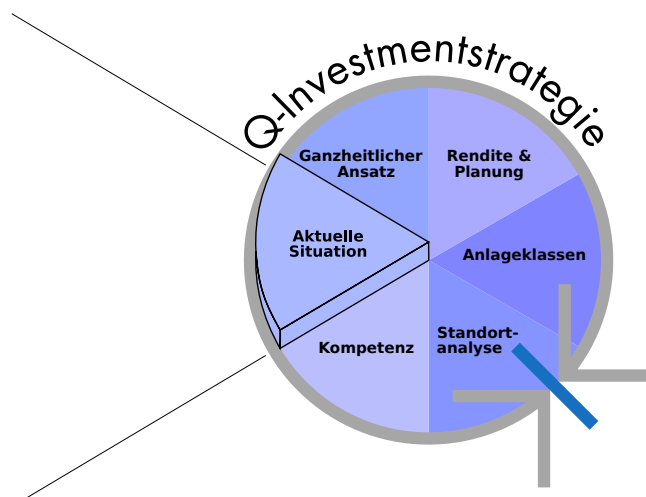 Q-Investmentstrategie
Ganzheitlicher
Ansatz
Rendite &
Planung
Aktuelle
Situation
Anlageklassen
Kompetenz
Standort-
analyse